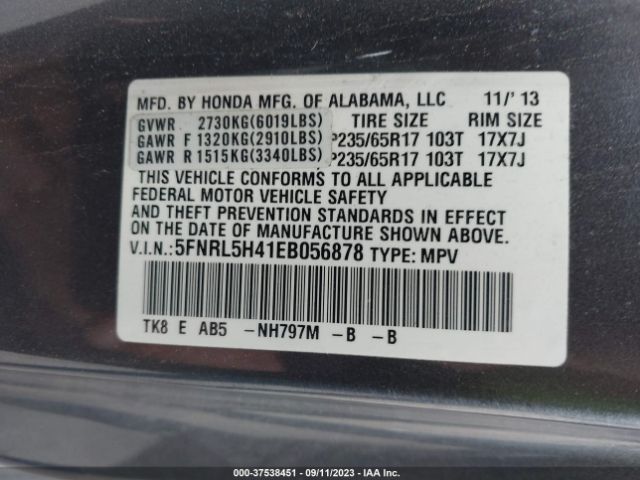 MFD. BY HONDA MFG. OF ALABAMA, LLC 11/'13
GVWR 2730KG(6019LBS) TIRE SIZE RIM SIZE
GAWR F 1320KG(2910LBS) P235/65R17 103T 17X7J
GAWR R 1515KG(3340LBS) P235/65R17 103T 17X7J
THIS VEHICLE CONFORMS TO ALL APPLICABLE
FEDERAL MOTOR VEHICLE SAFETY
AND THEFT PREVENTION STANDARDS IN EFFECT
ON THE DATE OF MANUFACTURE SHOWN ABOVE.
V.I.N.:5FNRL5H41EB056878 TYPE: MPV
TK8 E AB5 -NH797M -B -B
000-37538451 - 09/11/2023 - IAA Inc.